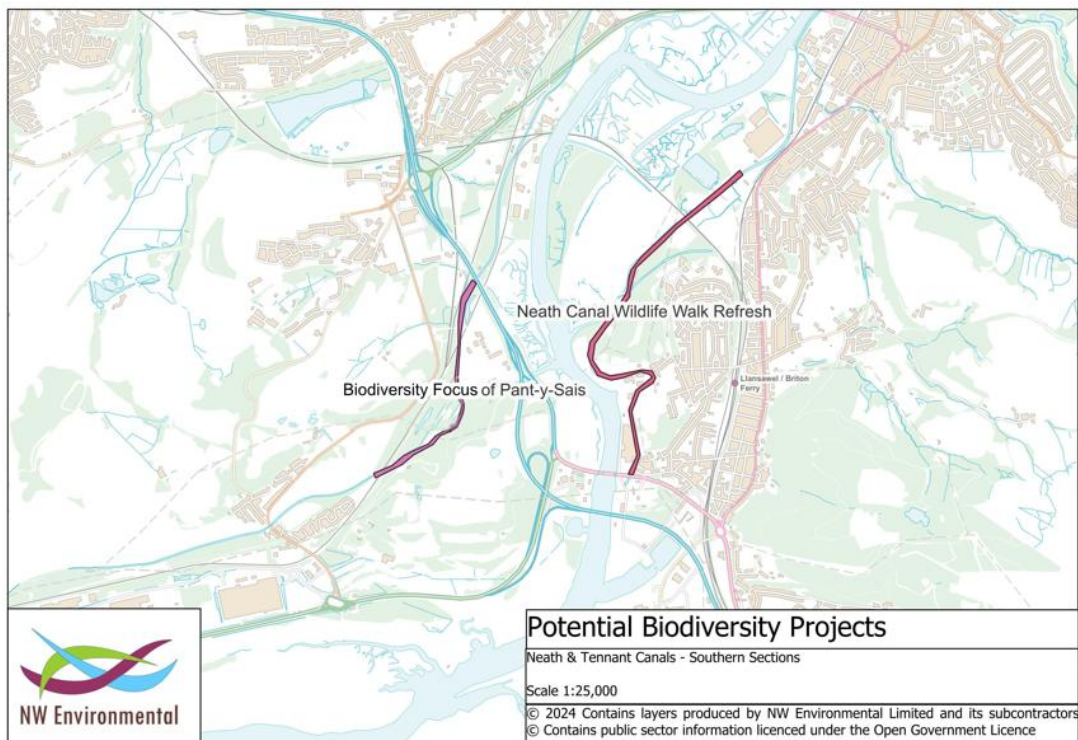 Neath Canal Wildlife Walk Refresh
Biodiversity Focus of Pant-y-Sais
Llansawel / Briton
Ferry
NW Environmental
Potential Biodiversity Projects
Neath & Tennant Canals - Southern Sections
Scale 1:25,000
© 2024 Contains layers produced by NW Environmental Limited and its subcontractors
© Contains public sector information licenced under the Open Government Licence